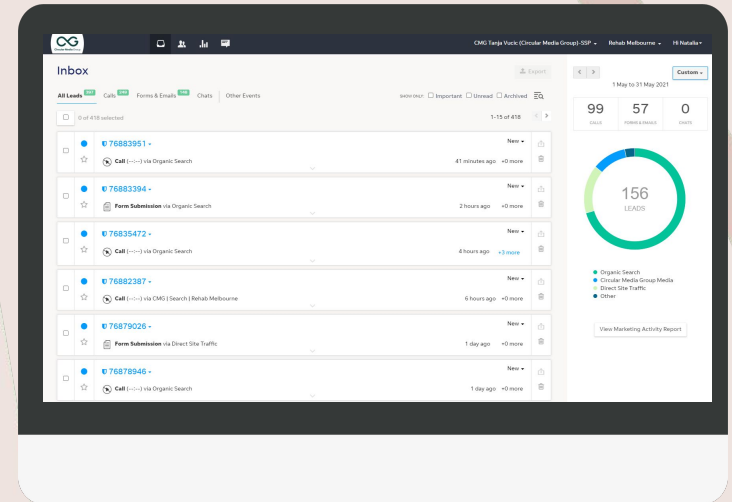 CMG Tanja Vucic (Circular Media Group)-SSP
Rehab Melbourne
Hi Natalia
Inbox
Export
All Leads
Calls
Forms & Emails
Chats
Other Events
SHOW ONLY: Important Unread Archived
0 of 418 selected
1-15 of 418
76883951
New
Call (--:--) via Organic Search
41 minutes ago +0 more
76883394
New
Form Submission via Organic Search
2 hours ago +0 more
76835472
New
Call (--:--) via Organic Search
4 hours ago +3 more
76882387
New
Call (--:--) via CMG | Search | Rehab Melbourne
6 hours ago +0 more
76879026
New
Form Submission via Direct Site Traffic
1 day ago +0 more
76878946
New
Call (--:--) via Organic Search
1 day ago +0 more
Custom
1 May to 31 May 2021
99 57 0
CALLS FORMS & EMAILS CHATS
156
LEADS
Organic Search
Circular Media Group Media
Direct Site Traffic
Other
View Marketing Activity Report